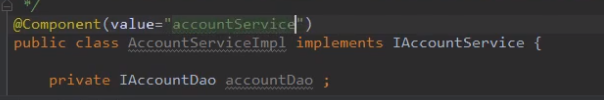 */
@Component(value="accountService")
public class AccountServiceImpl implements IAccountService {
private IAccountDao accountDao ;